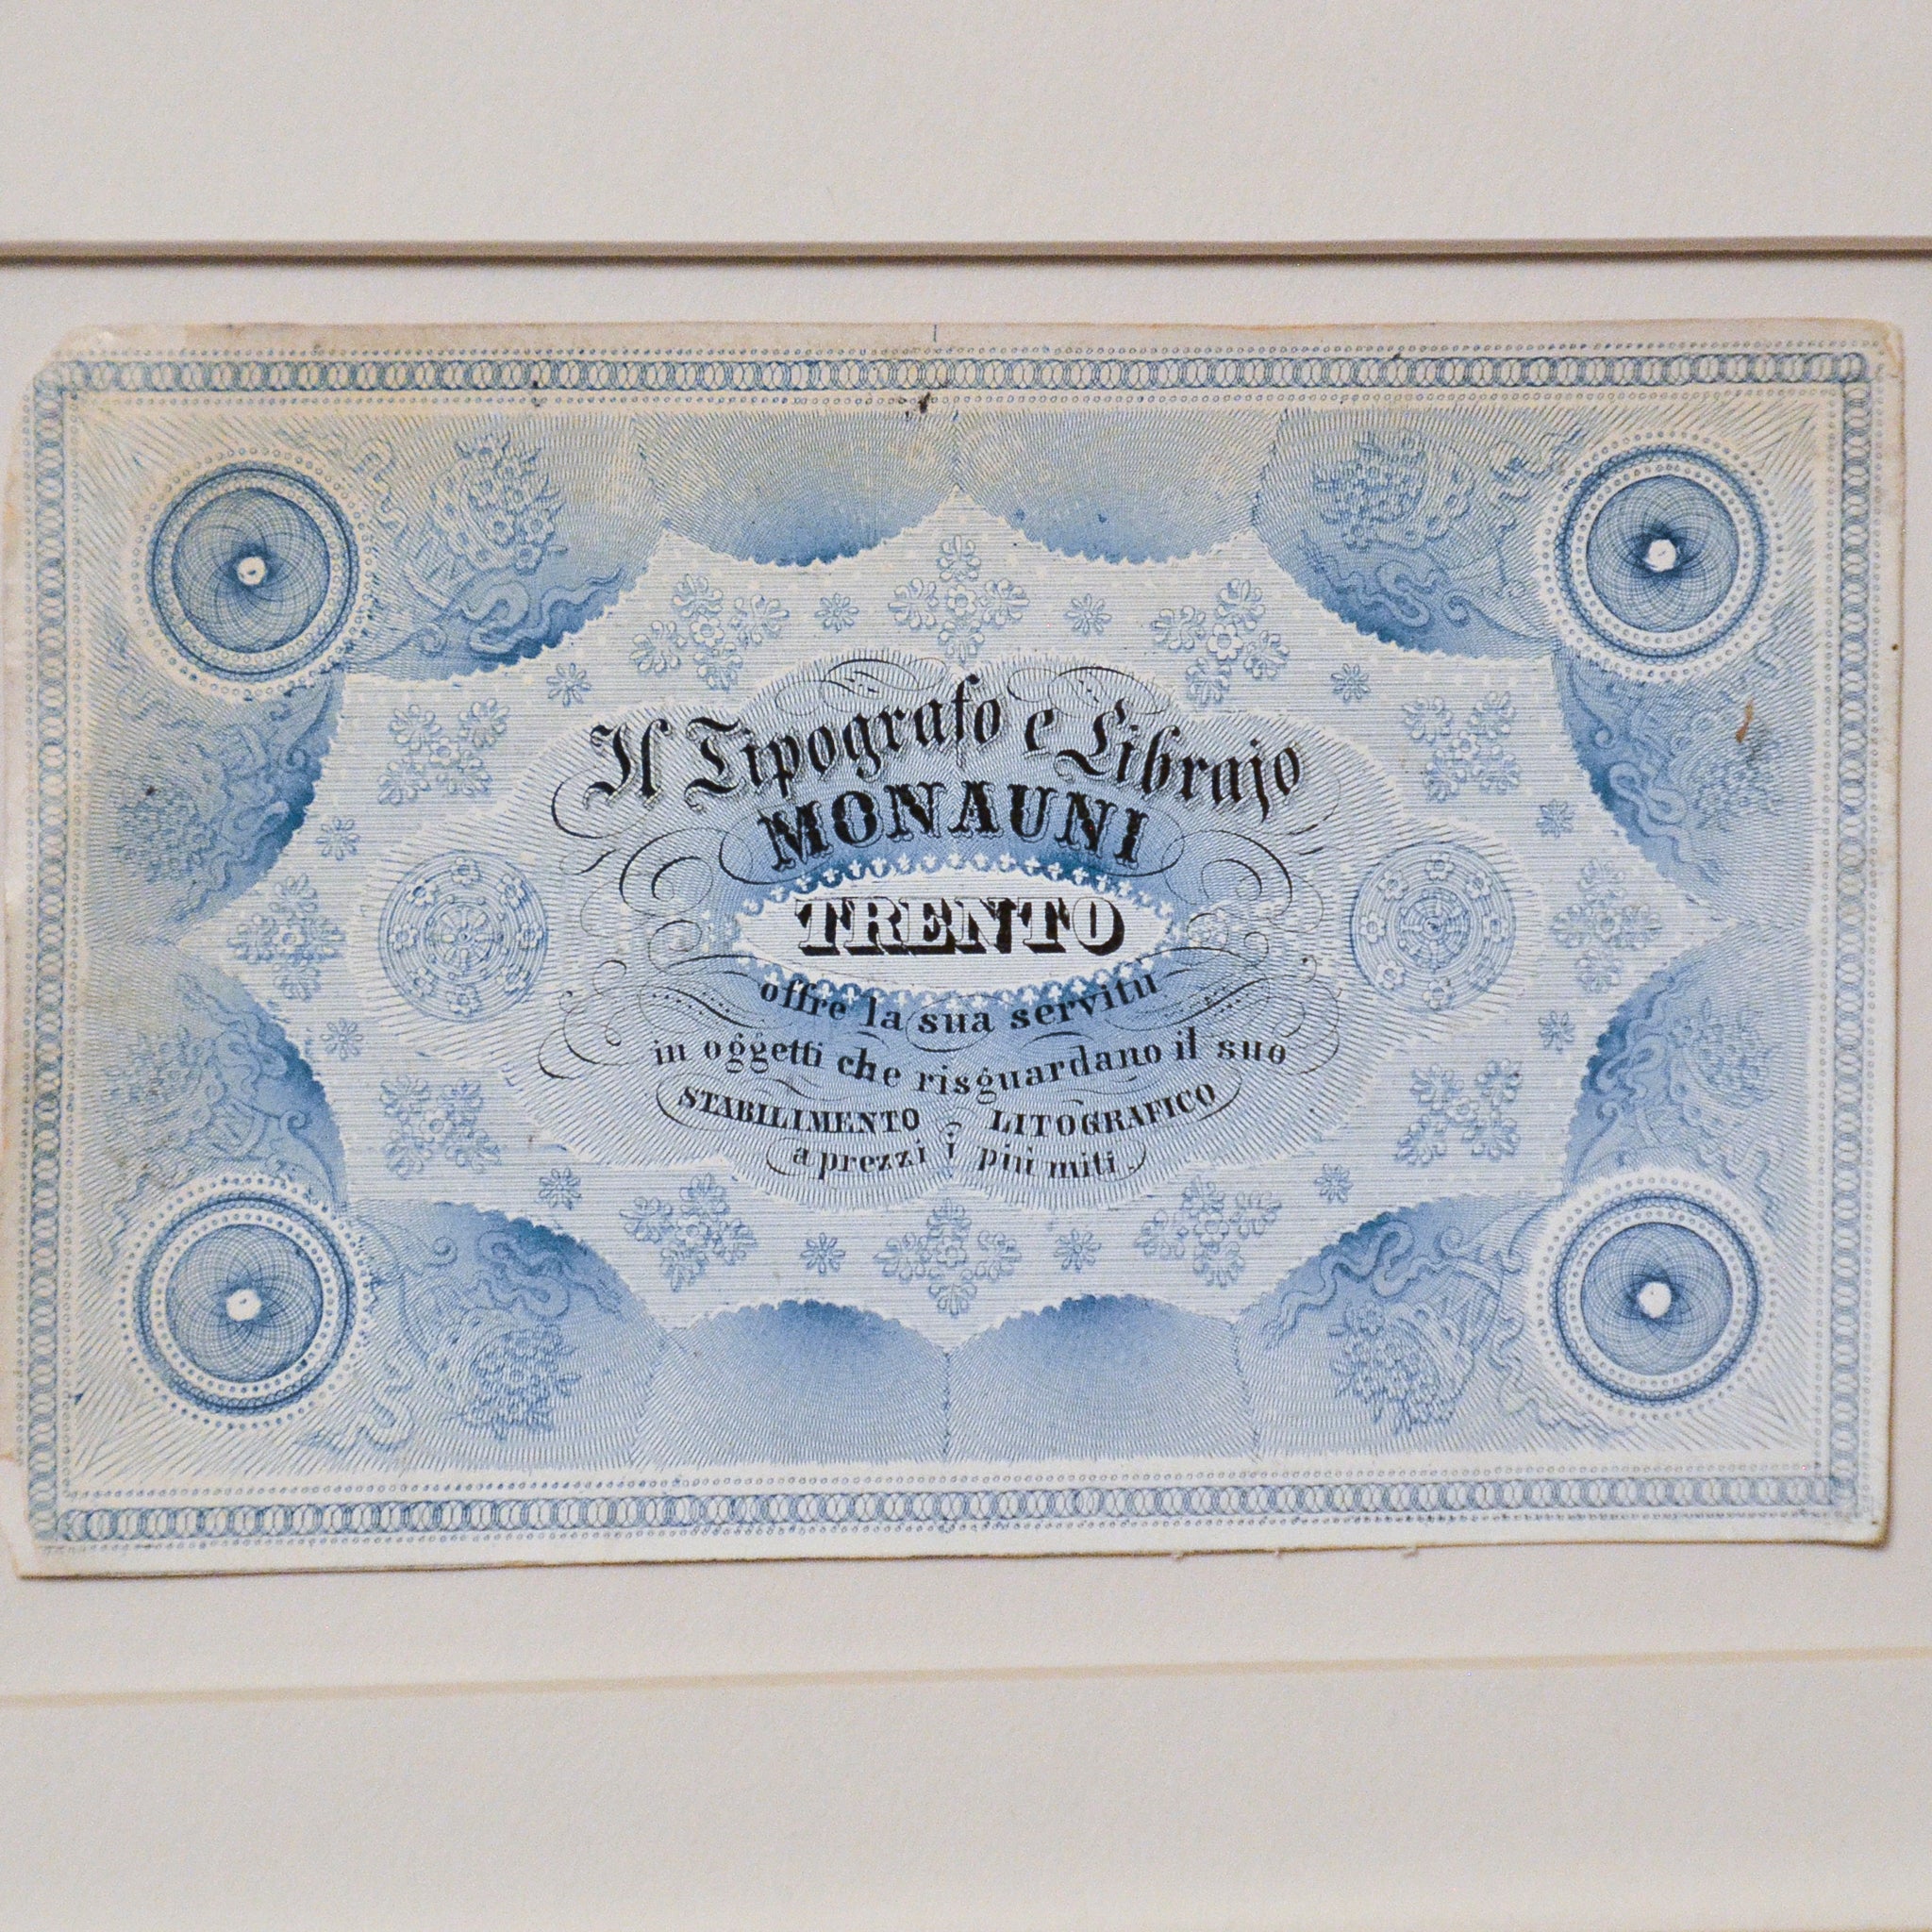 Il Tipografo e Librajo
MONAUNI
TRENTO
offre la sua servitu
in oggetti che risguardano il suo
STABILIMENTO LITOGRAFICO
a prezzi i più miti